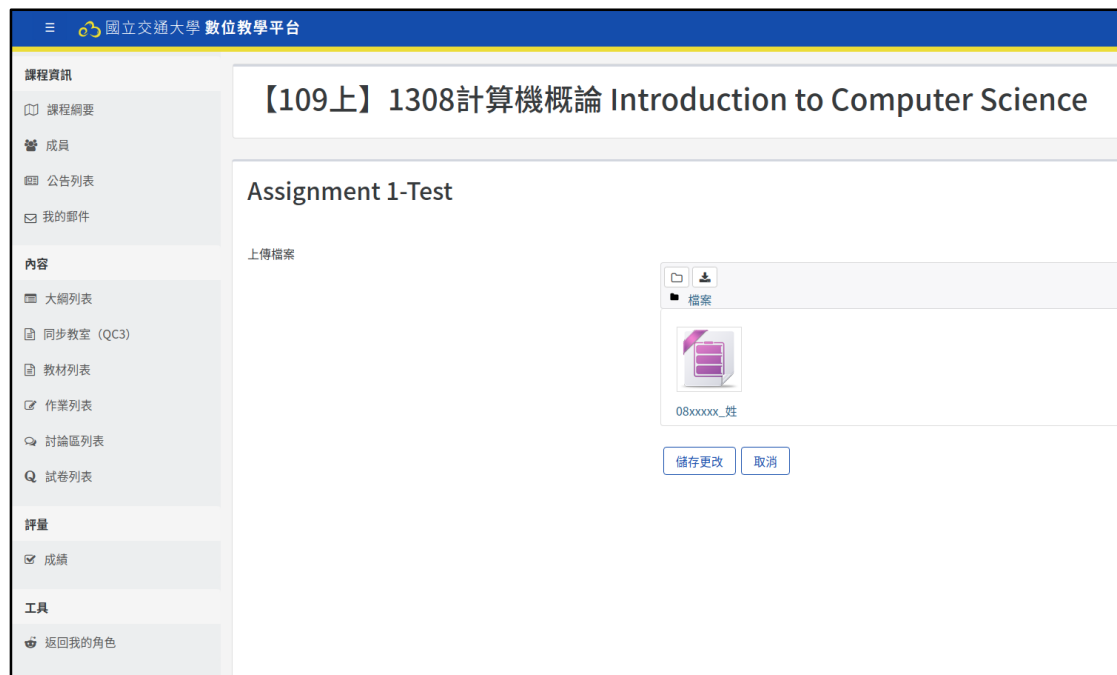 國立交通大學 數位教學平台
課程資訊
課程綱要
成員
公告列表
我的郵件
內容
大綱列表
同步教室（QC3）
教材列表
作業列表
討論區列表
試卷列表
評量
成績
工具
返回我的角色
【109上】1308計算機概論 Introduction to Computer Science
Assignment 1-Test
上傳檔案
檔案
08xxxxx_姓
儲存更改 取消